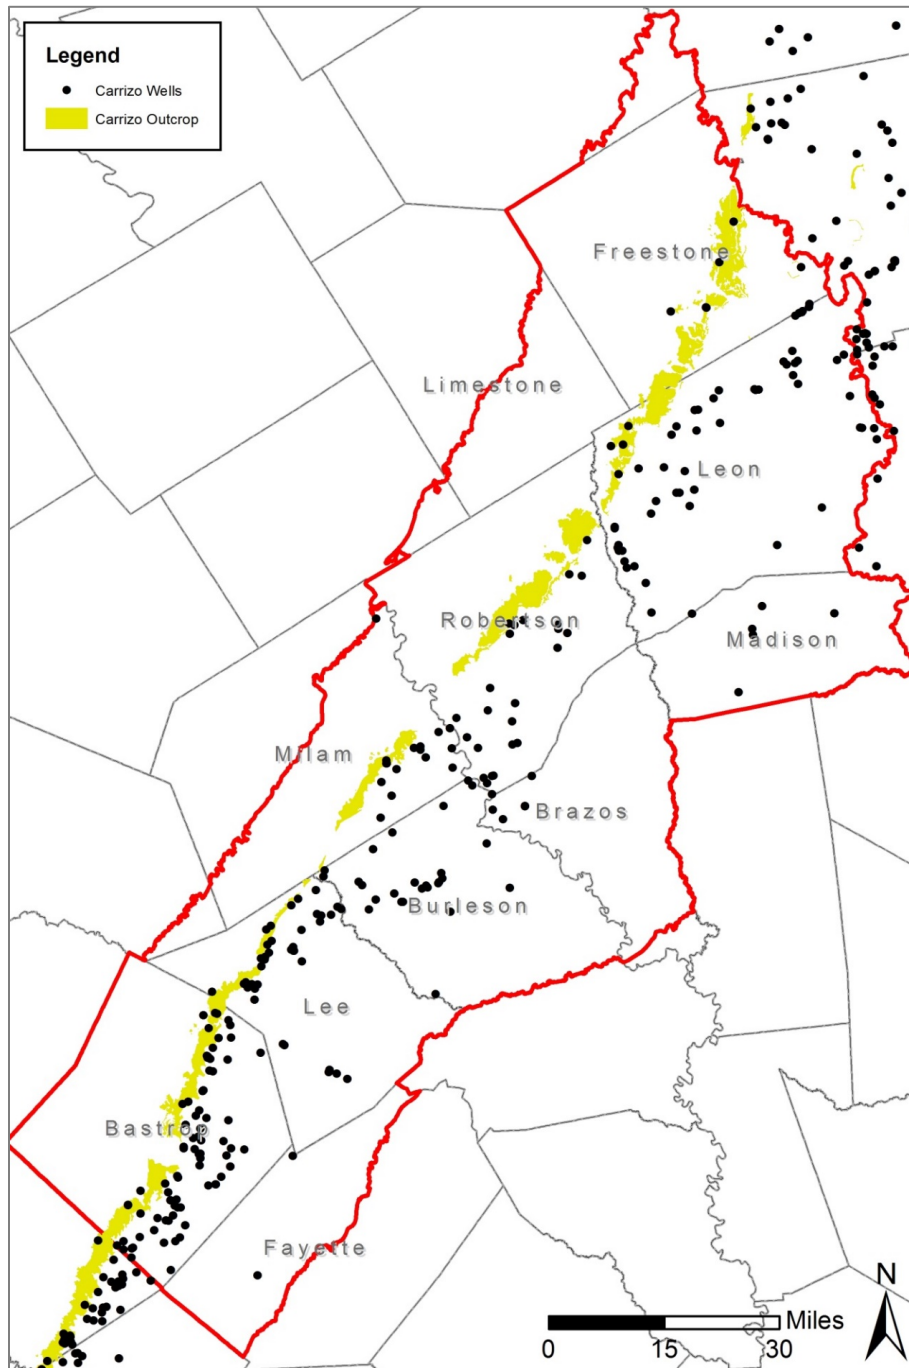 Legend
Carrizo Wells
Carrizo Outcrop
Freestone
Limestone
Leon
Robertson
Madison
Milam
Brazos
Burleson
Lee
Bastrop
Fayette
N
Miles
0 15 30